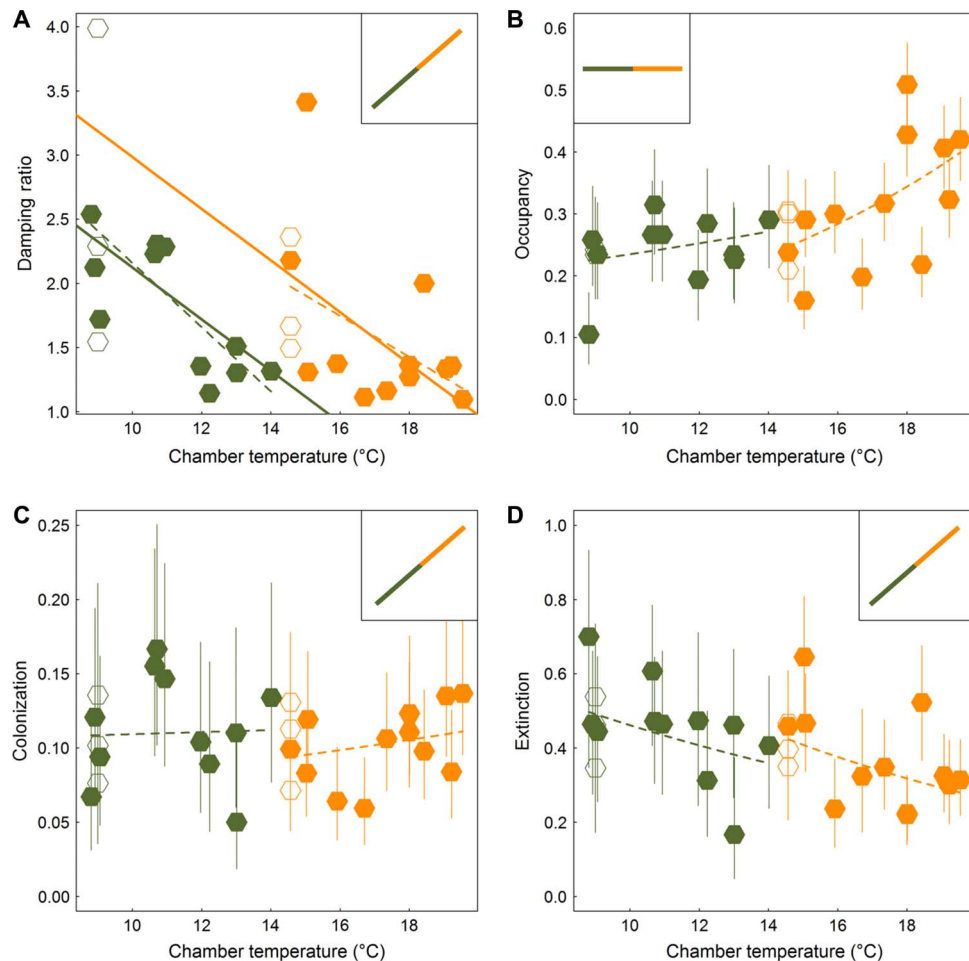 A
4.0
3.5
3.0
2.5
2.0
1.5
1.0
Damping ratio
10 12 14 16 18
Chamber temperature (°C)
B
0.6
0.5
0.4
0.3
0.2
0.1
0.0
Occupancy
10 12 14 16 18
Chamber temperature (°C)
C
0.25
0.20
0.15
0.10
0.05
0.00
Colonization
10 12 14 16 18
Chamber temperature (°C)
D
1.0
0.8
0.6
0.4
0.2
0.0
Extinction
10 12 14 16 18
Chamber temperature (°C)